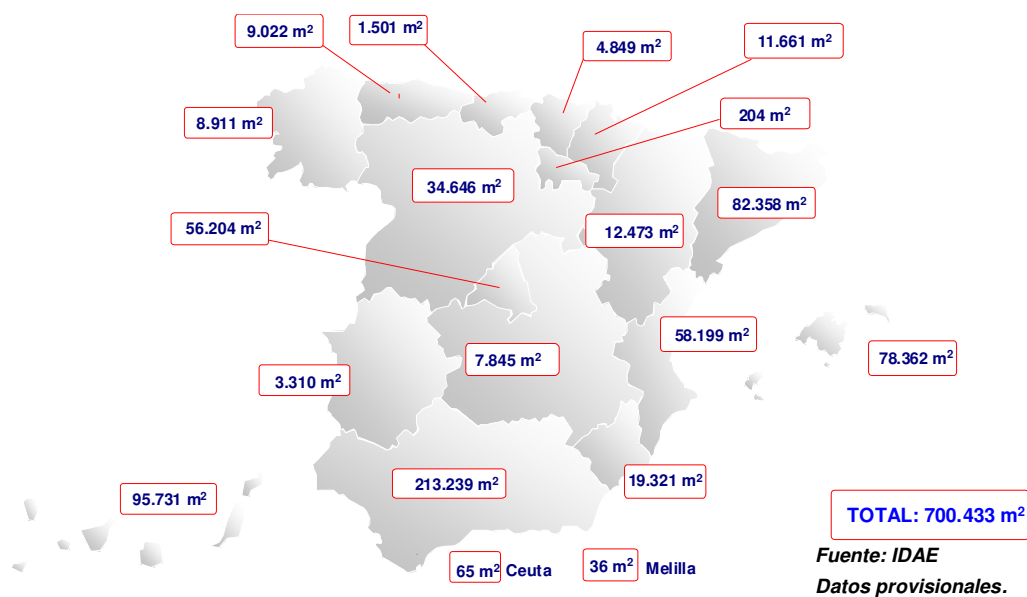 9.022 m²
1.501 m²
4.849 m²
11.661 m²
8.911 m²
204 m²
34.646 m²
82.358 m²
56.204 m²
12.473 m²
58.199 m²
7.845 m²
78.362 m²
3.310 m²
213.239 m²
19.321 m²
95.731 m²
TOTAL: 700.433 m²
65 m² Ceuta
36 m² Melilla
Fuente: IDAE
Datos provisionales.